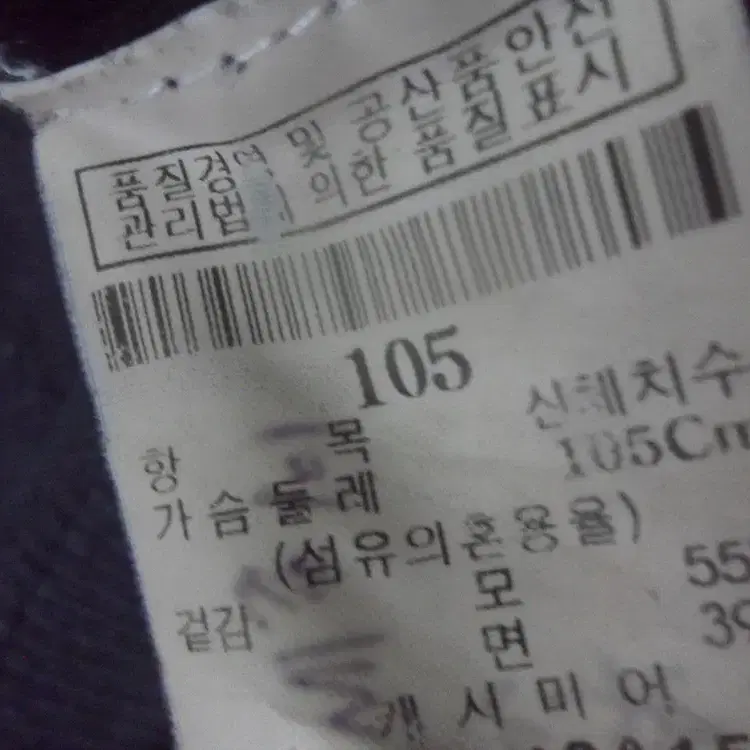 품질경영 및 공산품안전
관리법에 의한 품질표시
105
항 목 신체치수
가슴둘레 105Cm
(섬유의혼용율)
겉감 모 55
면 39
캐시미어